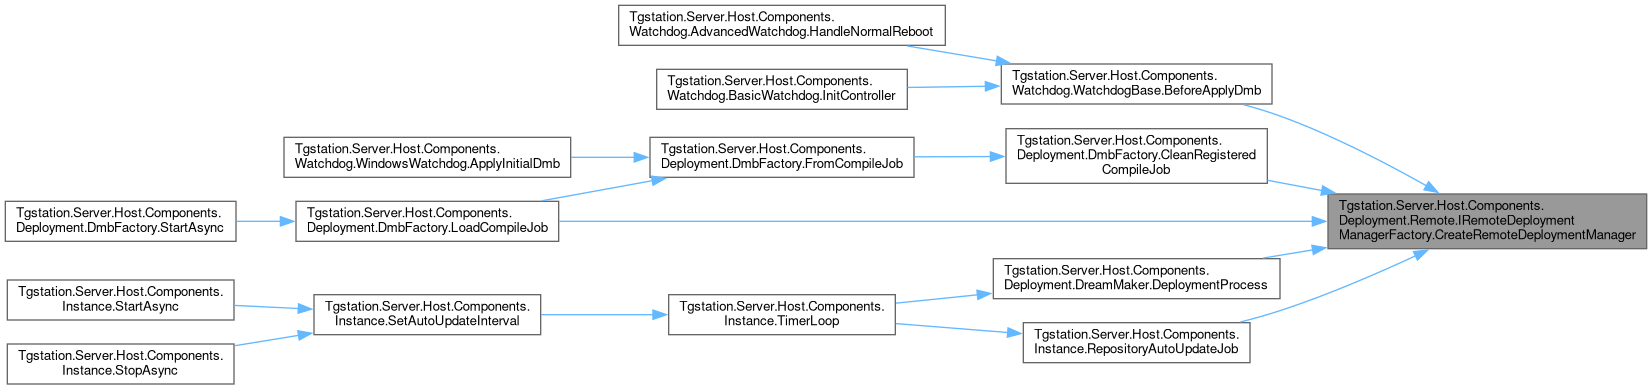 Tgstation.Server.Host.Components.
Watchdog.AdvancedWatchdog.HandleNormalReboot
Tgstation.Server.Host.Components.
Watchdog.BasicWatchdog.InitController
Tgstation.Server.Host.Components.
Watchdog.WatchdogBase.BeforeApplyDmb
Tgstation.Server.Host.Components.
Watchdog.WindowsWatchdog.ApplyInitialDmb
Tgstation.Server.Host.Components.
Deployment.DmbFactory.FromCompileJob
Tgstation.Server.Host.Components.
Deployment.DmbFactory.CleanRegistered
CompileJob
Tgstation.Server.Host.Components.
Deployment.DmbFactory.StartAsync
Tgstation.Server.Host.Components.
Deployment.DmbFactory.LoadCompileJob
Tgstation.Server.Host.Components.
Deployment.Remote.IRemoteDeployment
ManagerFactory.CreateRemoteDeploymentManager
Tgstation.Server.Host.Components.
Deployment.DreamMaker.DeploymentProcess
Tgstation.Server.Host.Components.
Instance.StartAsync
Tgstation.Server.Host.Components.
Instance.SetAutoUpdateInterval
Tgstation.Server.Host.Components.
Instance.TimerLoop
Tgstation.Server.Host.Components.
Instance.RepositoryAutoUpdateJob
Tgstation.Server.Host.Components.
Instance.StopAsync